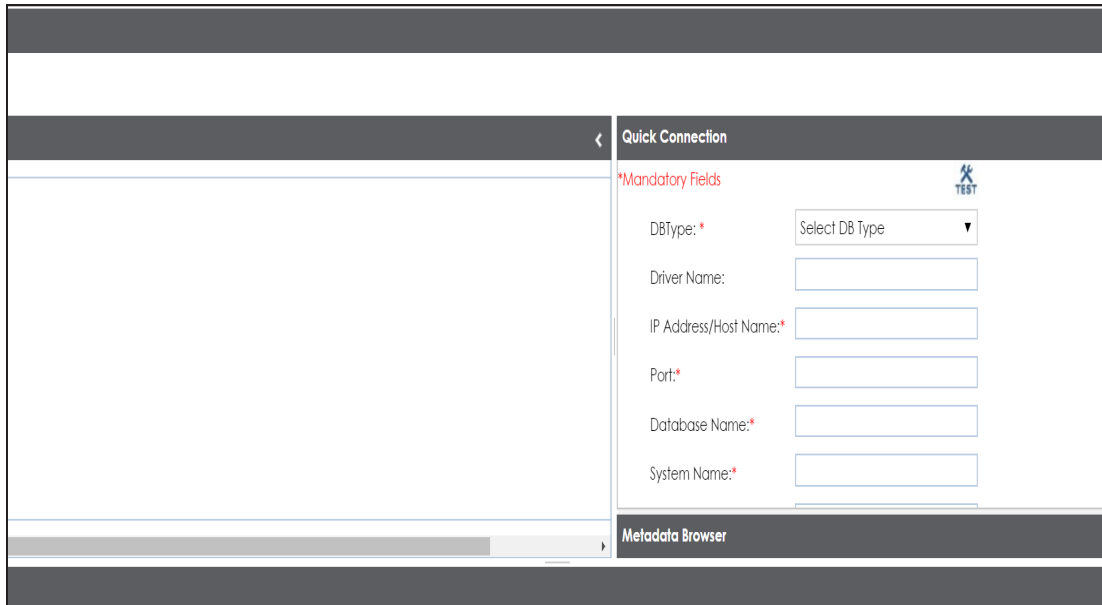 Quick Connection
*Mandatory Fields
TEST
DBType: *
Select DB Type
Driver Name:
IP Address/Host Name:*
Port:*
Database Name:*
System Name:*
Metadata Browser